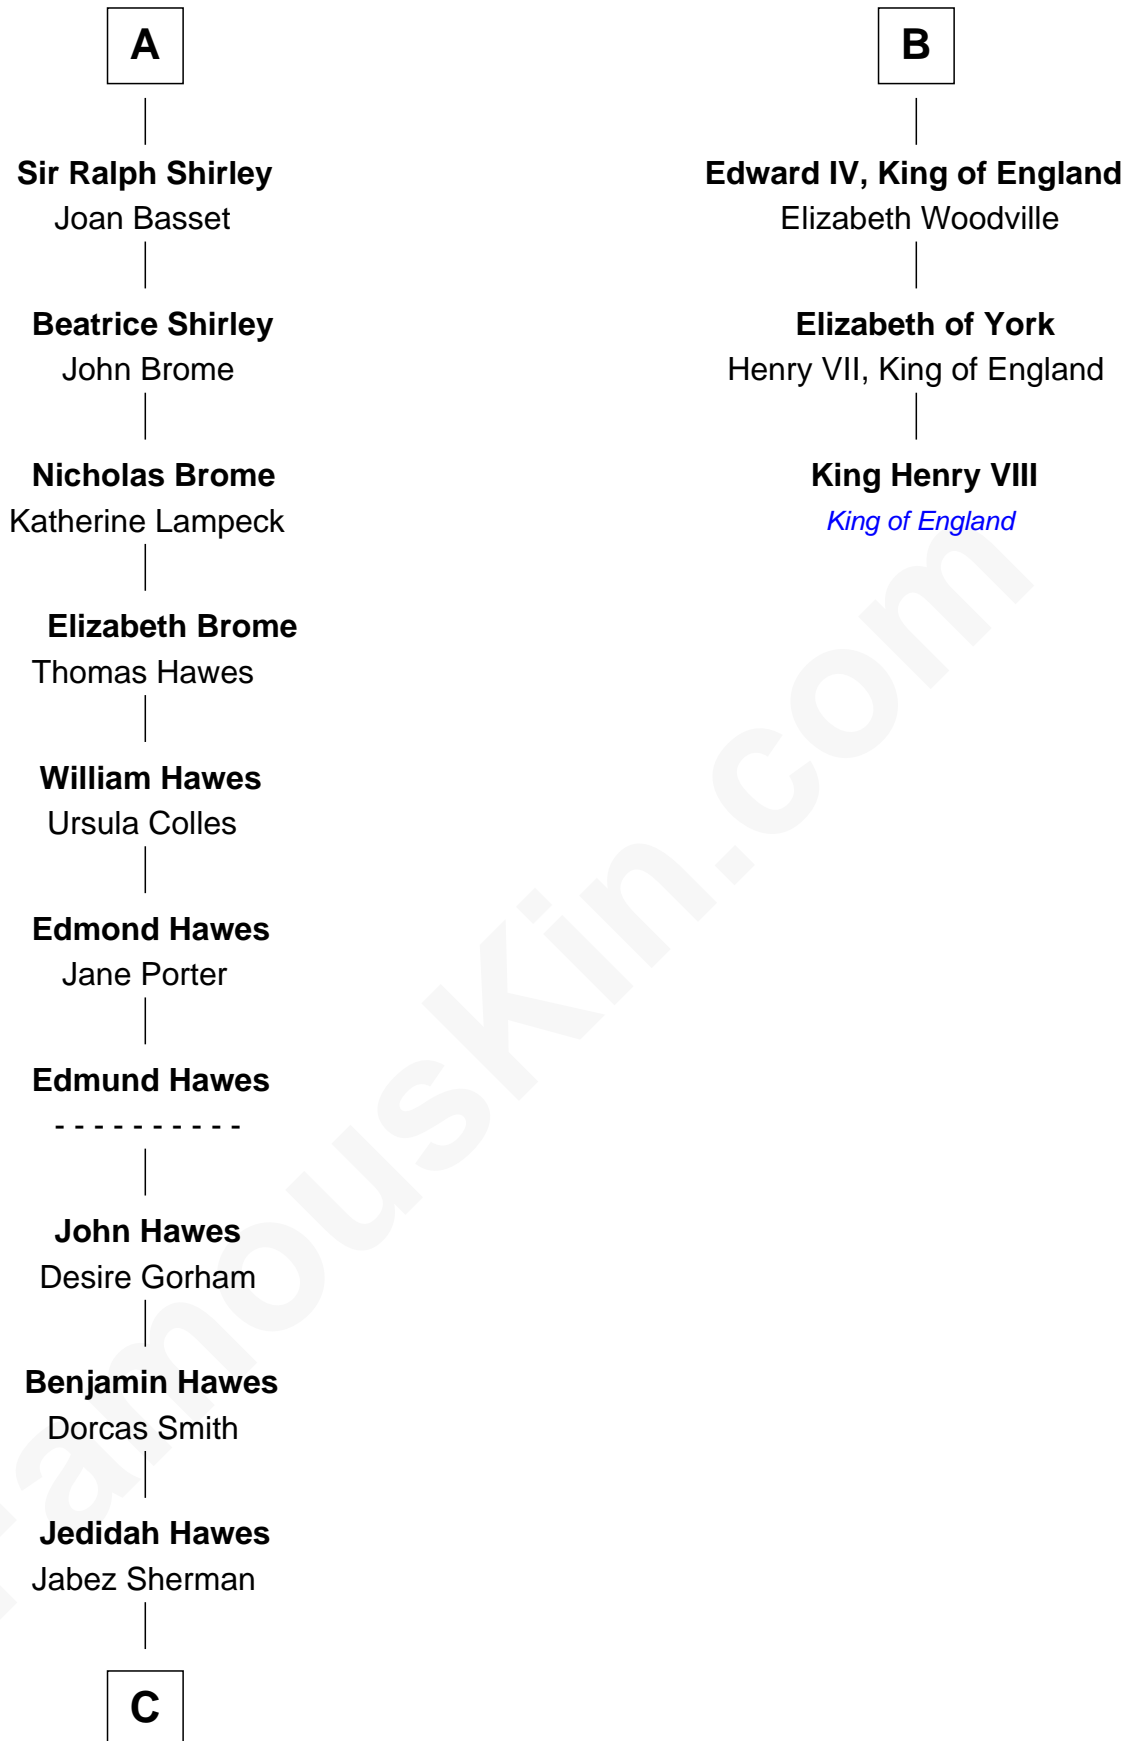 A
Sir Ralph Shirley
Joan Basset
Beatrice Shirley
John Brome
Nicholas Brome
Katherine Lampeck
Elizabeth Brome
Thomas Hawes
William Hawes
Ursula Colles
Edmond Hawes
Jane Porter
Edmund Hawes
- - - - - - - - - -
John Hawes
Desire Gorham
Benjamin Hawes
Dorcas Smith
Jedidah Hawes
Jabez Sherman
C
B
Edward IV, King of England
Elizabeth Woodville
Elizabeth of York
Henry VII, King of England
King Henry VIII
King of England
FamousKin.com